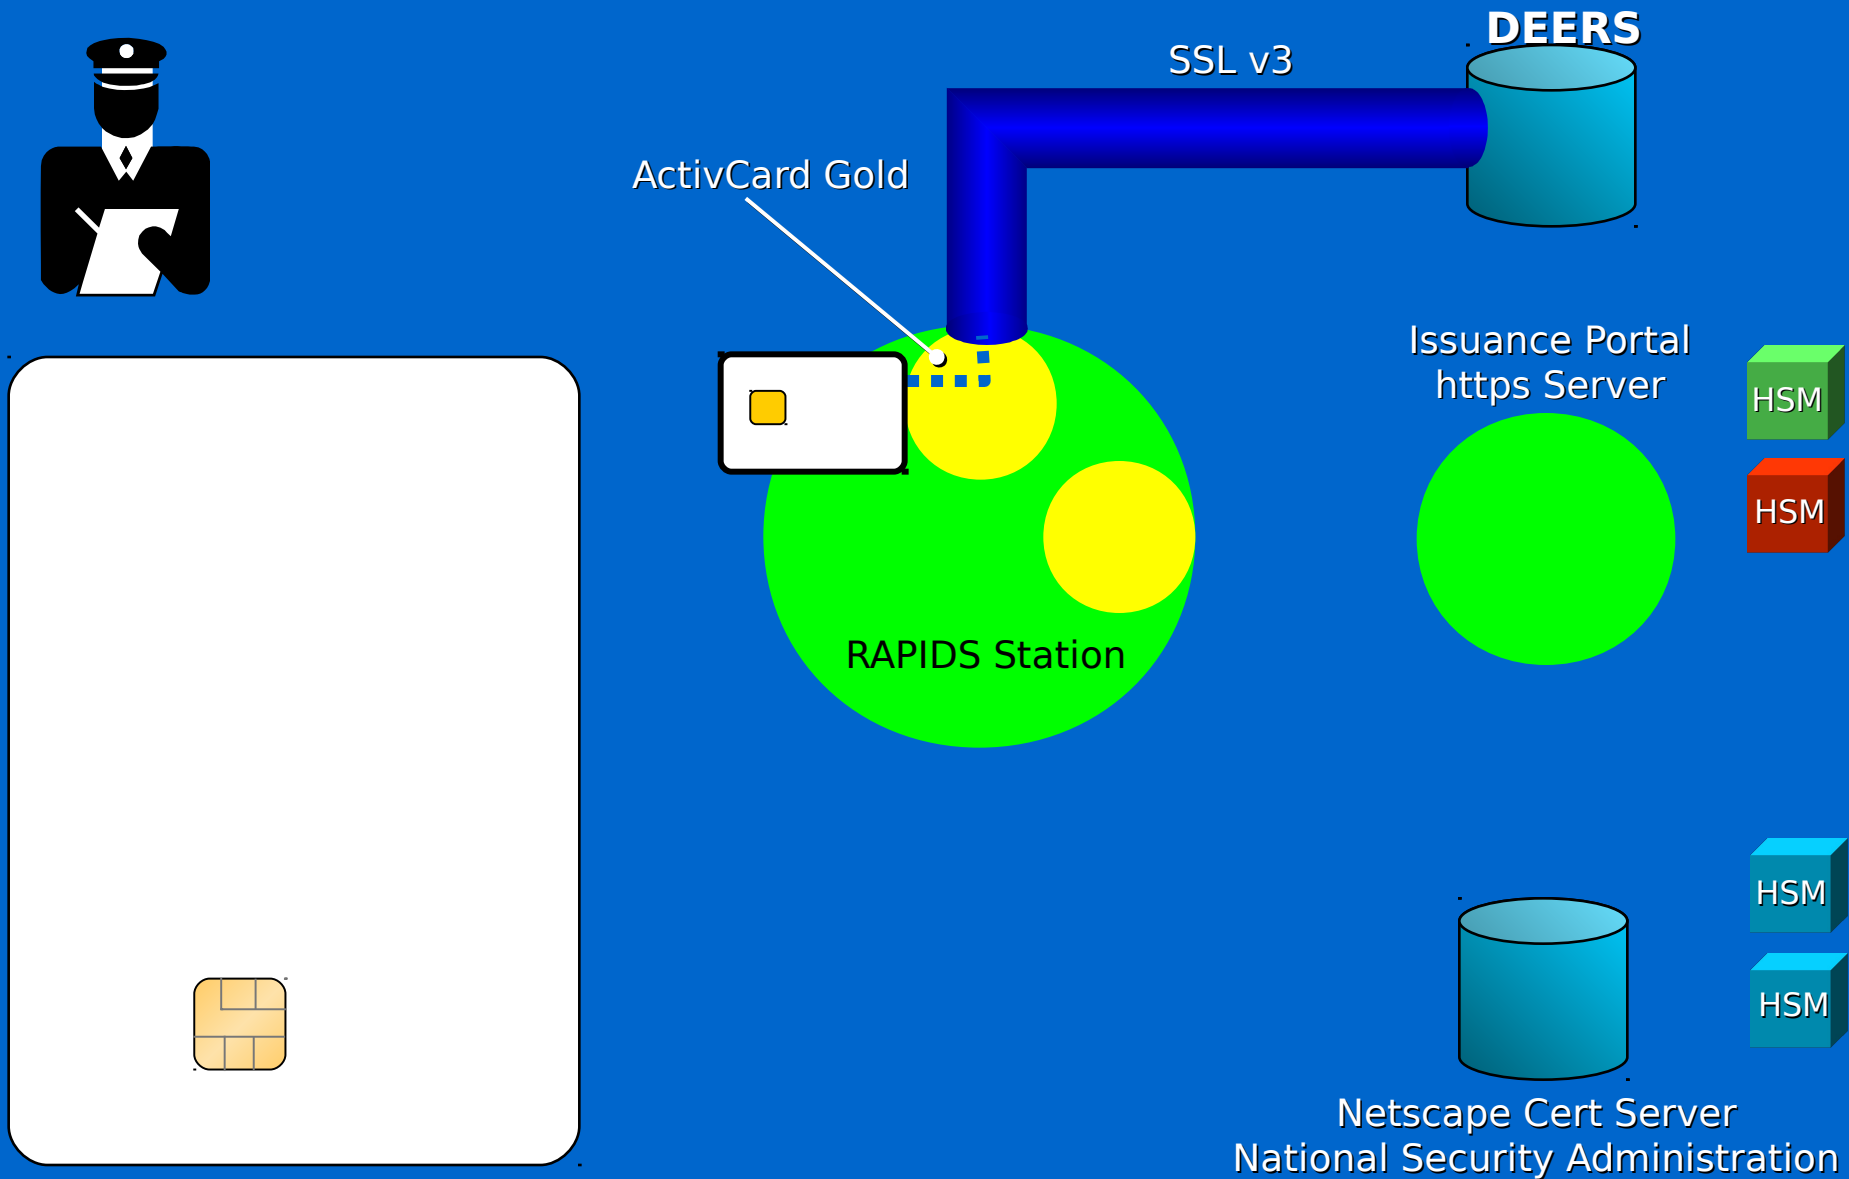 DEERS
SSL v3
ActivCard Gold
Issuance Portal
https Server
HSM
HSM
RAPIDS Station
HSM
HSM
Netscape Cert Server
National Security Administration